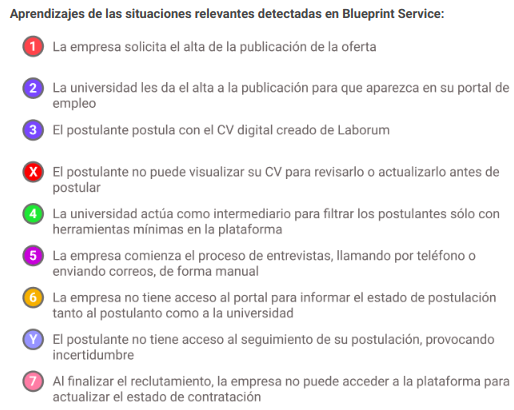 Aprendizajes de las situaciones relevantes detectadas en Blueprint Service:
1 La empresa solicita el alta de la publicación de la oferta
2 La universidad les da el alta a la publicación para que aparezca en su portal de
empleo
3 El postulante postula con el CV digital creado de Laborum
X El postulante no puede visualizar su CV para revisarlo o actualizarlo antes de
postular
4 La universidad actúa como intermediario para filtrar los postulantes sólo con
herramientas mínimas en la plataforma
5 La empresa comienza el proceso de entrevistas, llamando por teléfono o
enviando correos, de forma manual
6 La empresa no tiene acceso al portal para informar el estado de postulación
tanto al postulanto como a la universidad
Y El postulante no tiene acceso al seguimiento de su postulación, provocando
incertidumbre
7 Al finalizar el reclutamiento, la empresa no puede acceder a la plataforma para
actualizar el estado de contratación